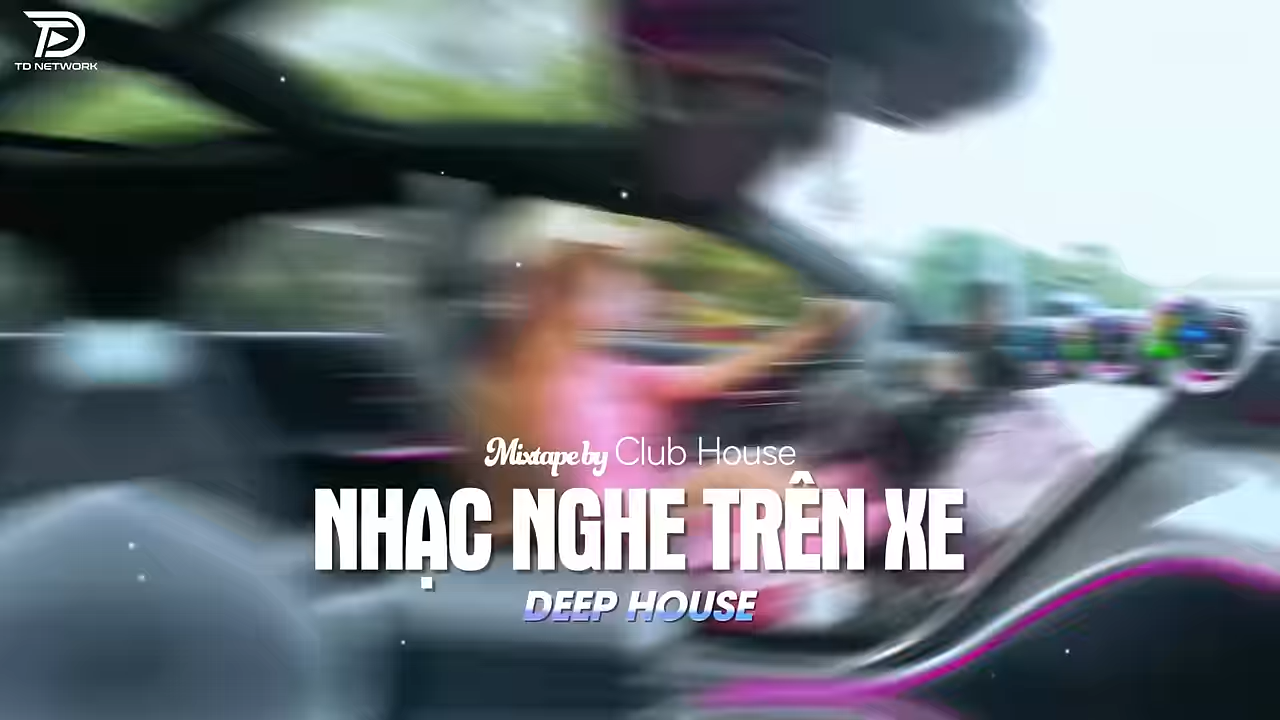 TD NETWORK
Mixtape by Club House
NHẠC NGHE TRÊN XE
DEEP HOUSE